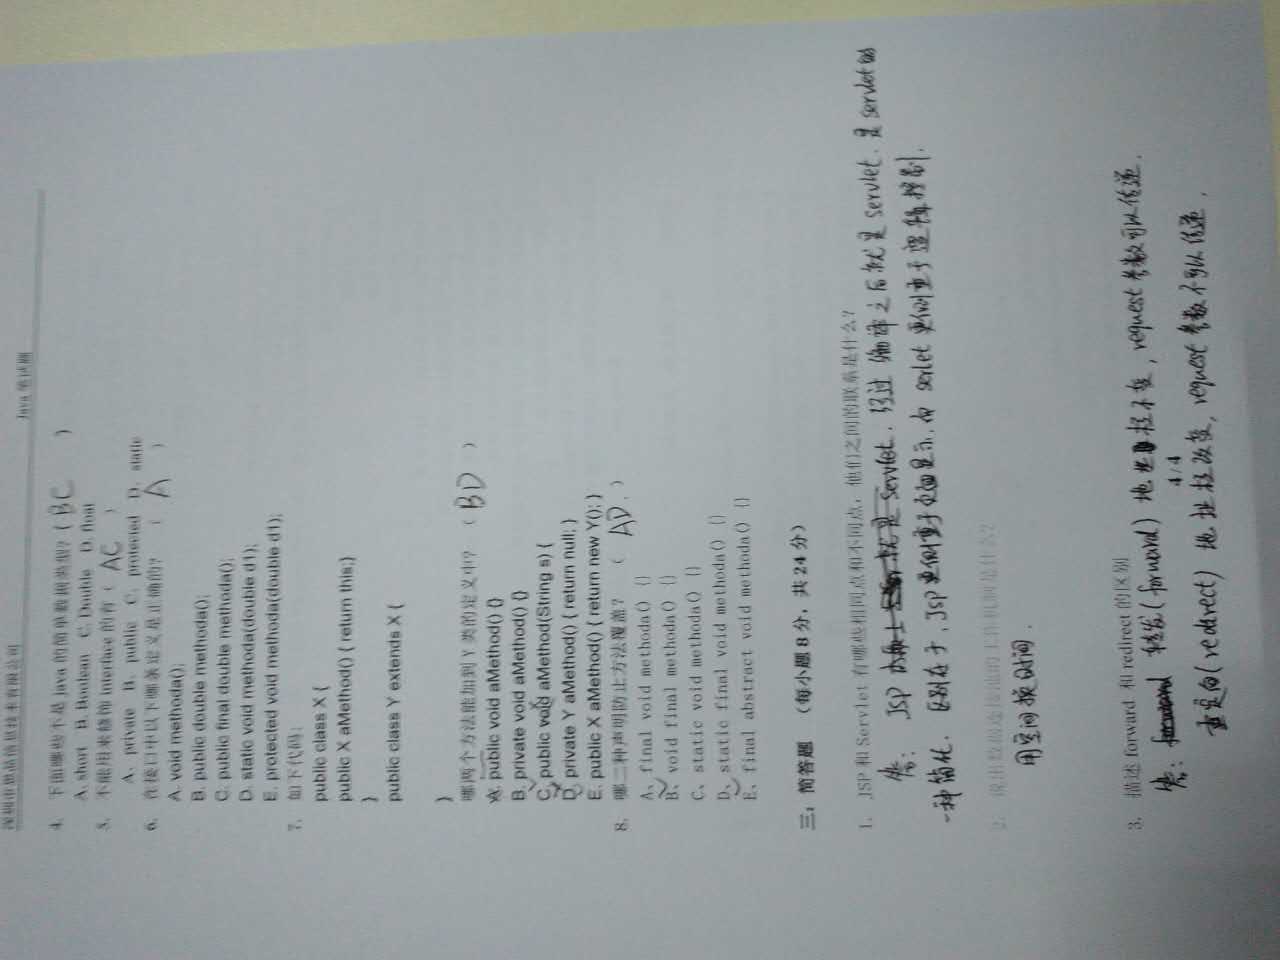 深圳市思信息技术有限公司 Java 笔试题
4. 下面哪些不是 java 的简单数据类型？( BC )
A. short B. Boolean C. Double D. float
5. 不能用来修饰 interface 的有 ( AC )
A. private B. public C. protected D. static
6. 在接口中以下哪条定义是正确的? ( A )
A. void methoda();
B. public double methoda();
C. public final double methoda();
D. static void methoda(double d1);
E. protected void methoda(double d1);
7. 如下代码:
public class X {
public X aMethod() { return this;}
}
public class Y extends X {
}
哪两个方法能加到 Y 类的定义中? ( BD )
A. public void aMethod() {}
B. private void aMethod() {}
C. public void aMethod(String s) {
D. private Y aMethod() { return null; }
E. public X aMethod() { return new Y(); }
8. 哪二种声明防止方法覆盖? ( AD. )
A、final void methoda() {}
B、void final methoda() {}
C、static void methoda() {}
D、static final void methoda() {}
E、final abstract void methoda() {}
三: 简答题 (每小题 8 分, 共 24 分)
1. JSP 和 Servlet 有哪些相同点和不同点, 他们之间的联系是什么?
答: JSP 就是 Servlet. 经过编译之后就是 servlet. 是 servlet 的
一种简化. 区别在于, JSP 更侧重于页面显示, 而 serlet 更侧重于逻辑控制.
2. 说出数据连接池的工作机制是什么?
用空间换时间.
3. 描述 forward 和 redirect 的区别
答: 转发(forward) 地址栏不变, request 参数可以传递.
4 / 4
重定向(redirect) 地址栏改变, request 参数不可以传递.